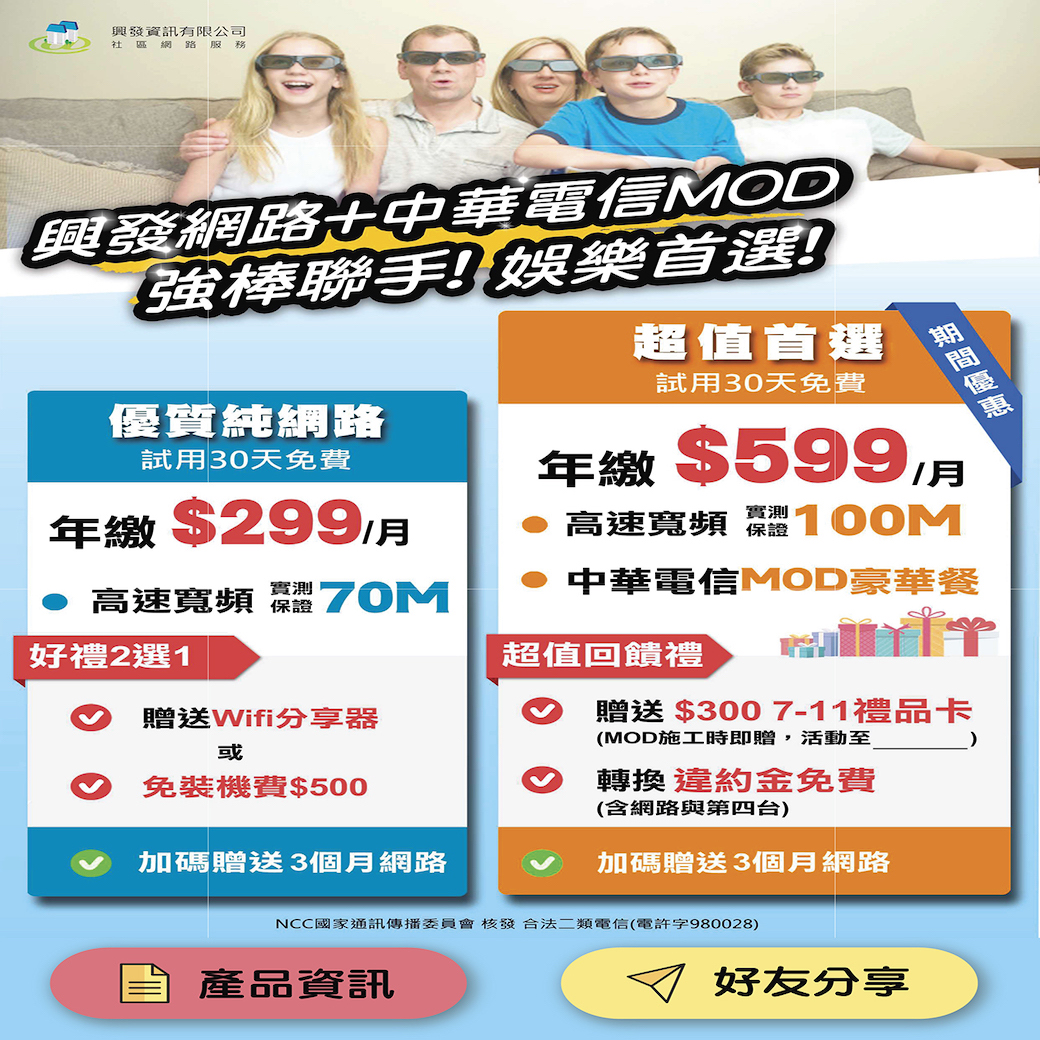 興發資訊有限公司
社區網路服務
興發網路+中華電信MOD
強棒聯手! 娛樂首選!
優質純網路
試用30天免費
年繳 $299/月
高速寬頻 實測保證 70M
好禮2選1
贈送Wifi分享器
或
免裝機費$500
加碼贈送3個月網路
期間優惠
超值首選
試用30天免費
年繳 $599/月
高速寬頻 實測保證 100M
中華電信MOD豪華餐
超值回饋禮
贈送 $300 7-11禮品卡
(MOD施工時即贈，活動至________)
轉換 違約金免費
(含網路與第四台)
加碼贈送3個月網路
NCC國家通訊傳播委員會 核發 合法二類電信(電許字980028)
產品資訊
好友分享